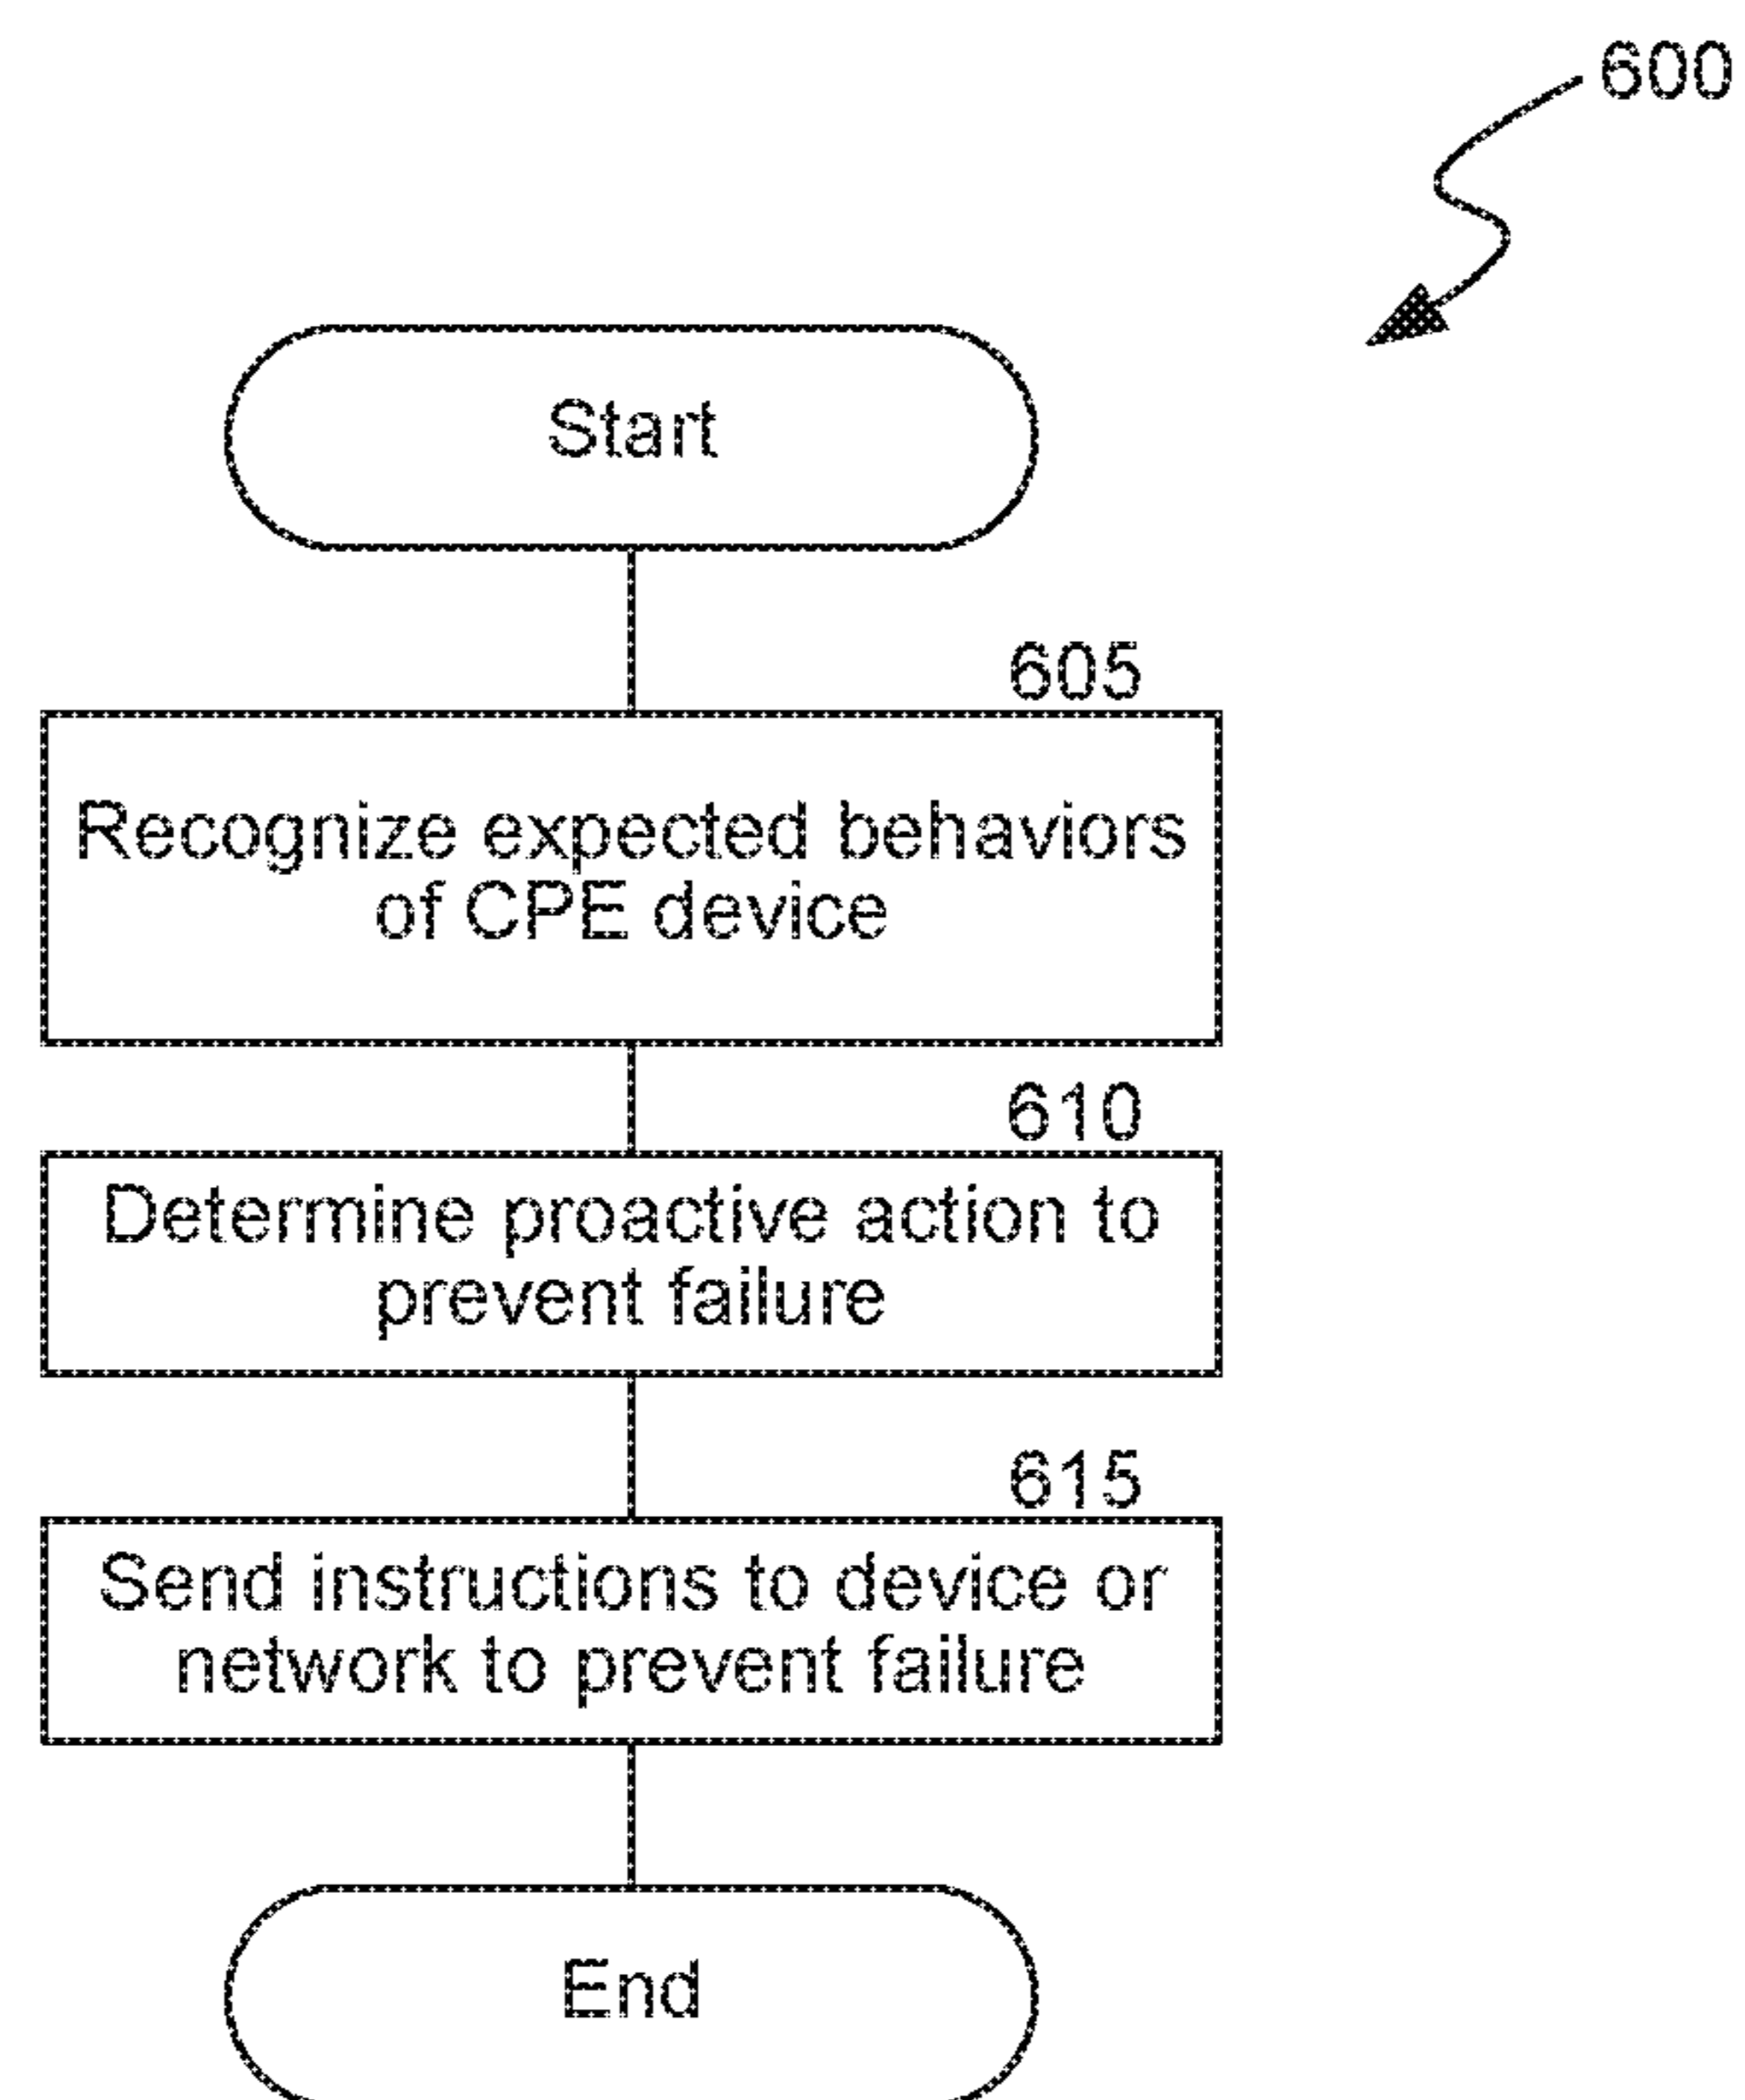 600
Start
605
Recognize expected behaviors
of CPE device
610
Determine proactive action to
prevent failure
615
Send instructions to device or
network to prevent failure
End